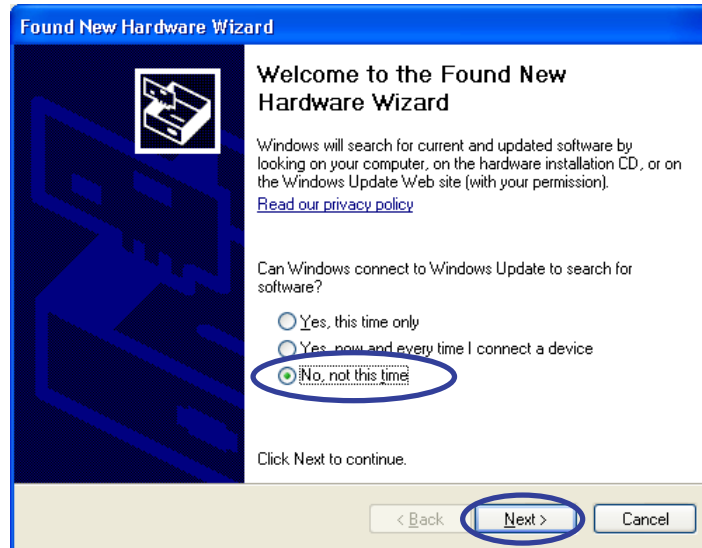 Found New Hardware Wizard
Welcome to the Found New
Hardware Wizard
Windows will search for current and updated software by
looking on your computer, on the hardware installation CD, or on
the Windows Update Web site (with your permission).
Read our privacy policy
Can Windows connect to Windows Update to search for
software?
Yes, this time only
Yes, now and every time I connect a device
No, not this time
Click Next to continue.
< Back Next > Cancel